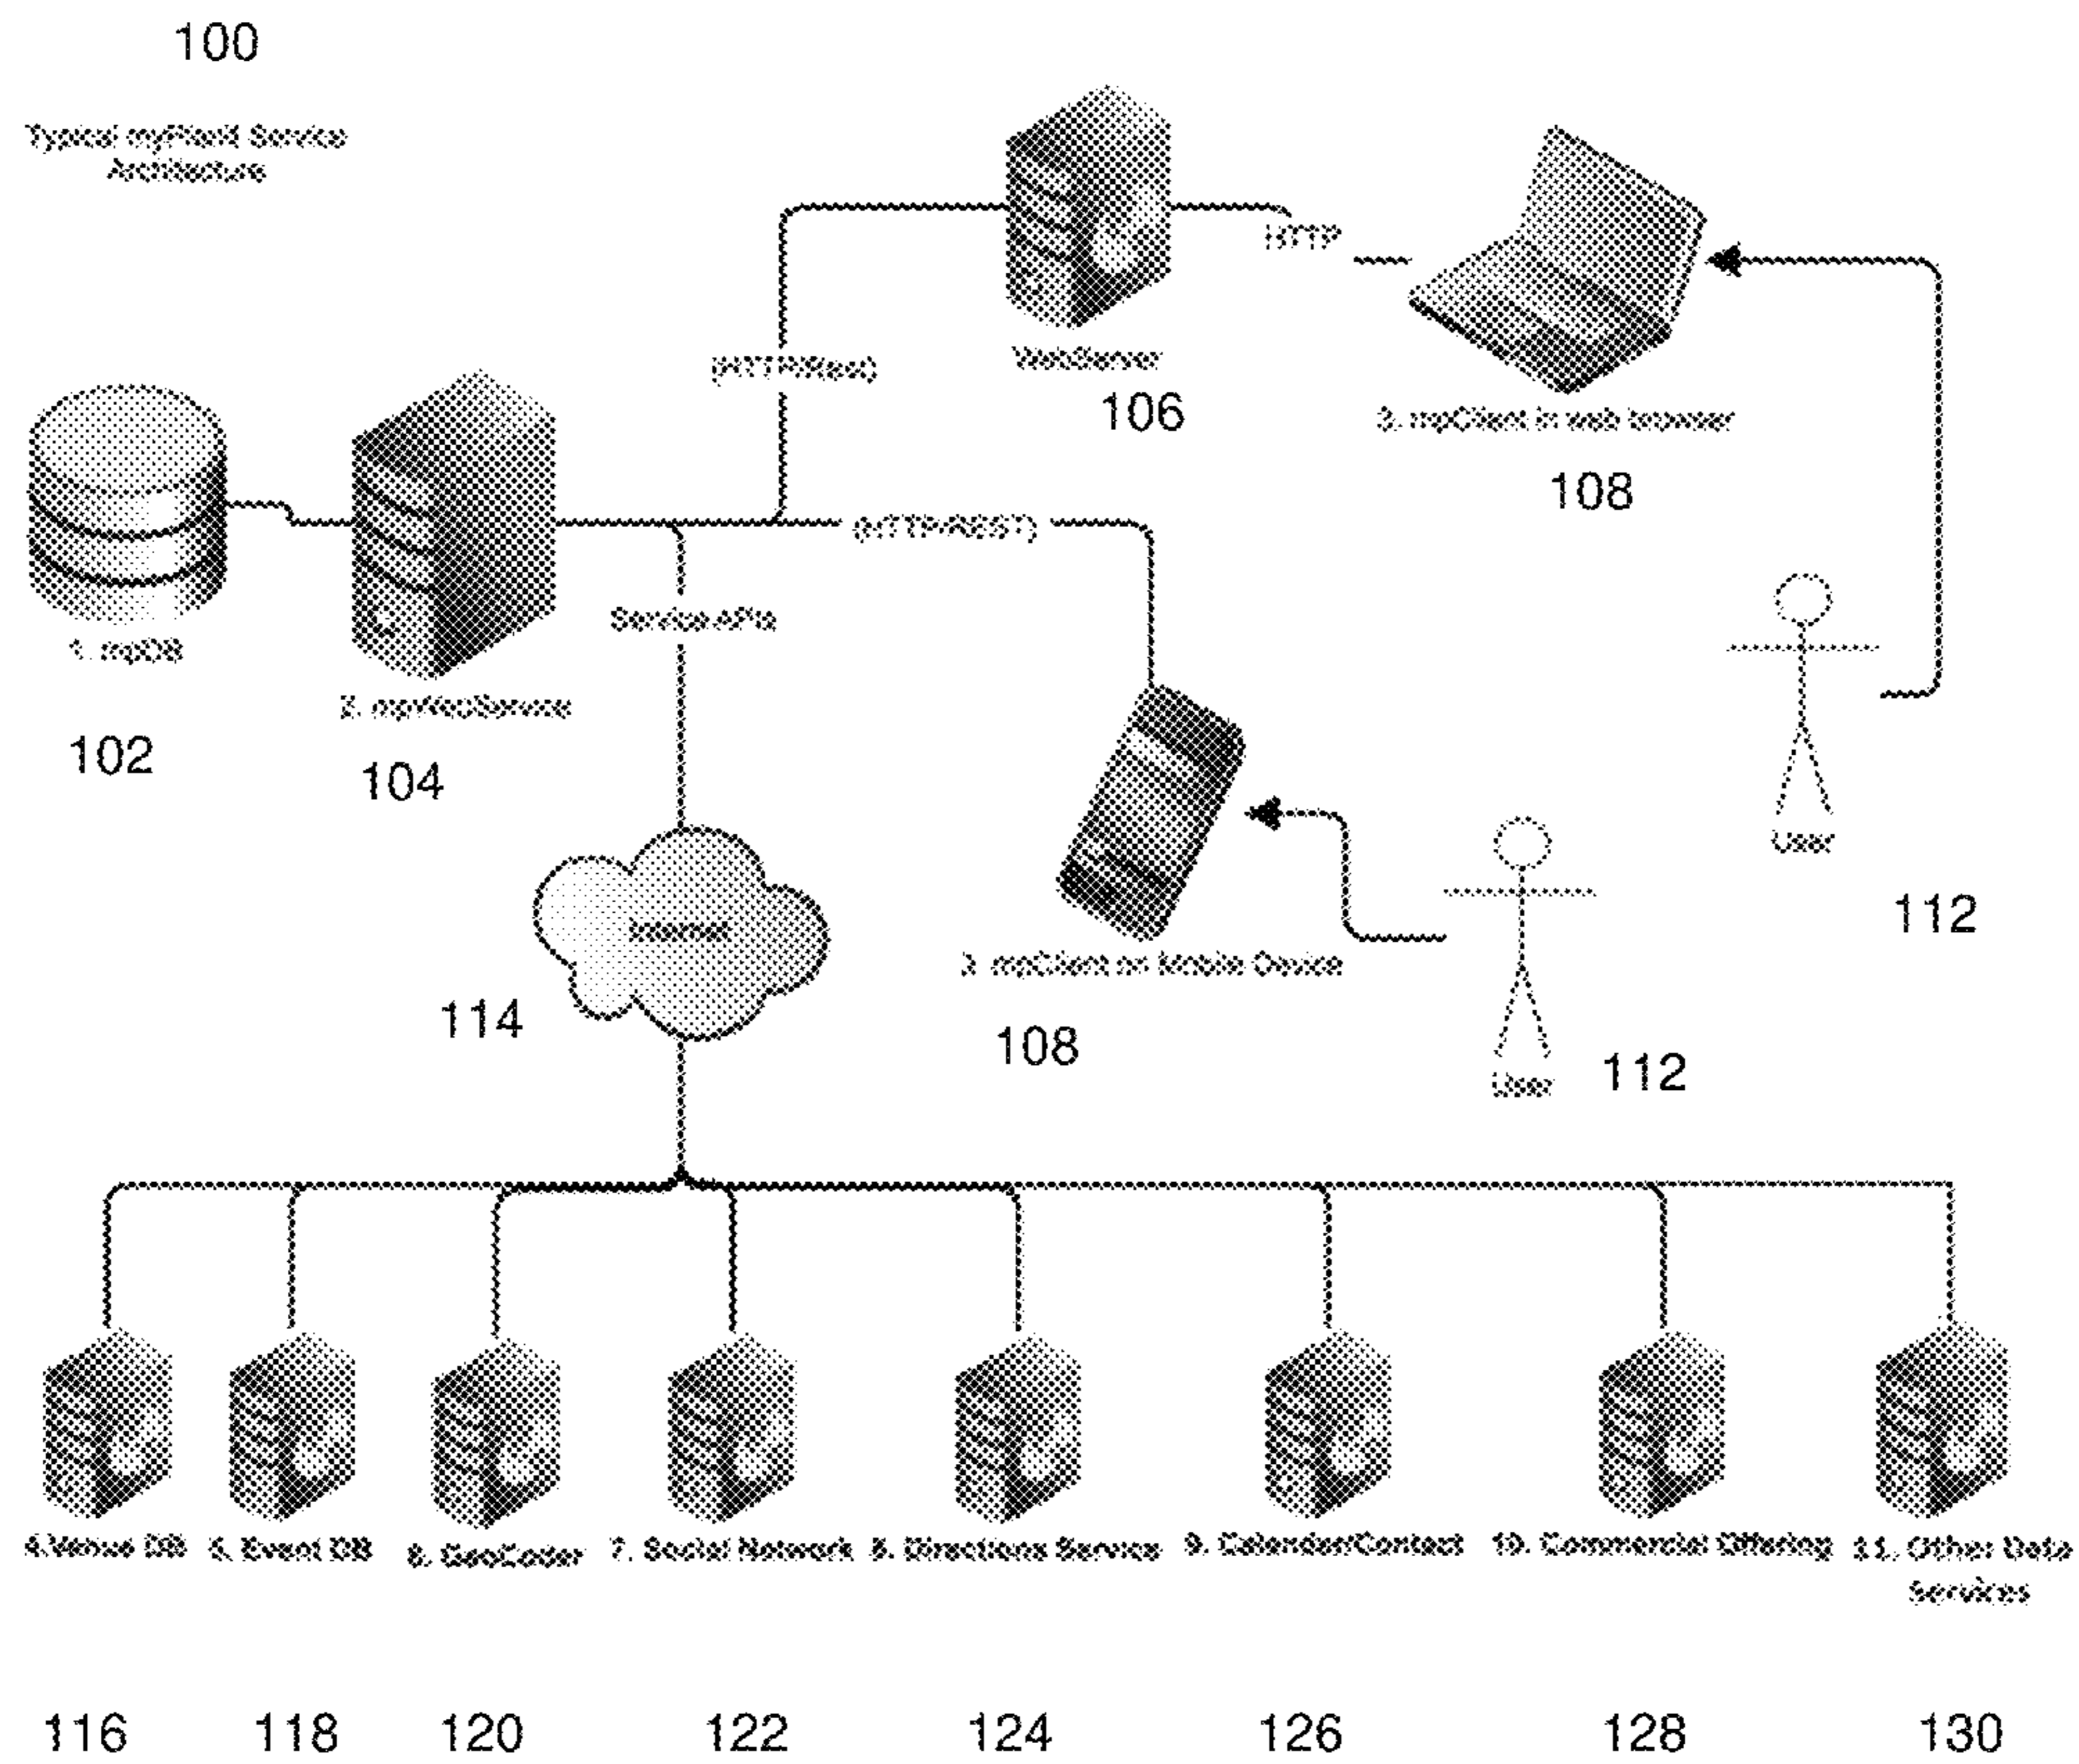 100
Typical Service
Architecture
HTTP
(HTTP/Rest)
WebServer
106
3. mpClient in web browser
108
(HTTP/REST)
Service APIs
1. mpDB
2. mpWebService
102
104
User
112
Internet
3. mpClient on Mobile Device
114
108
User
112
4.Venue DB
5. Event DB
6. GeoCoder
7. Social Network
8. Directions Service
9. Calendar/Contact
10. Commercial Offering
11. Other Data
Services
116
118
120
122
124
126
128
130